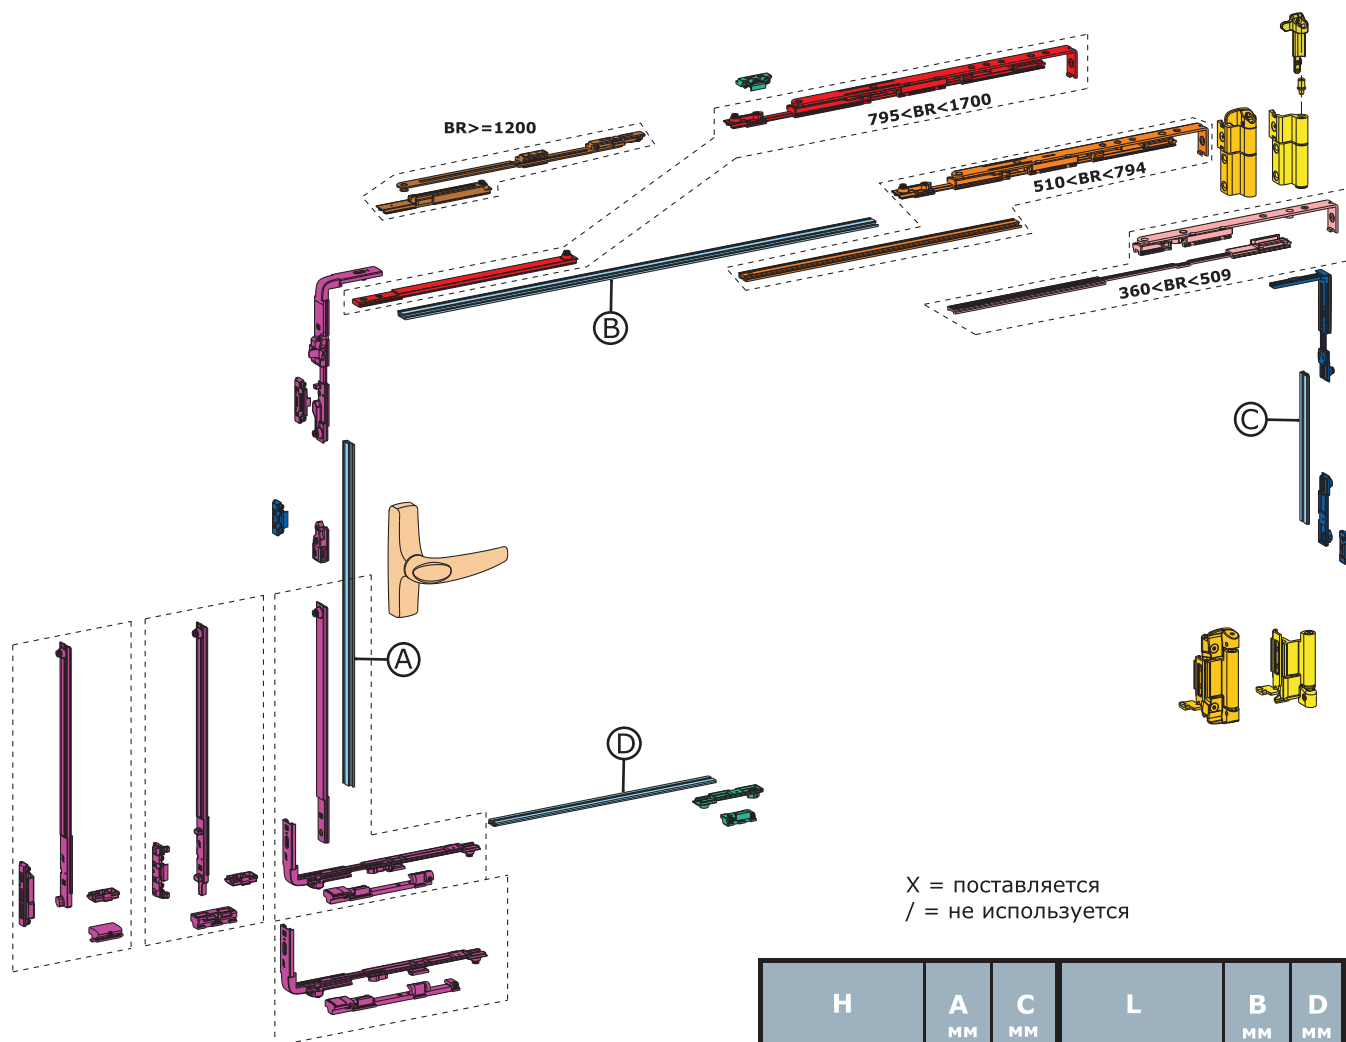 BR>=1200
795<BR<1700
510<BR<794
360<BR<509
B
C
A
D
X = поставляется
/ = не используется
H A C L B D
мм мм мм мм